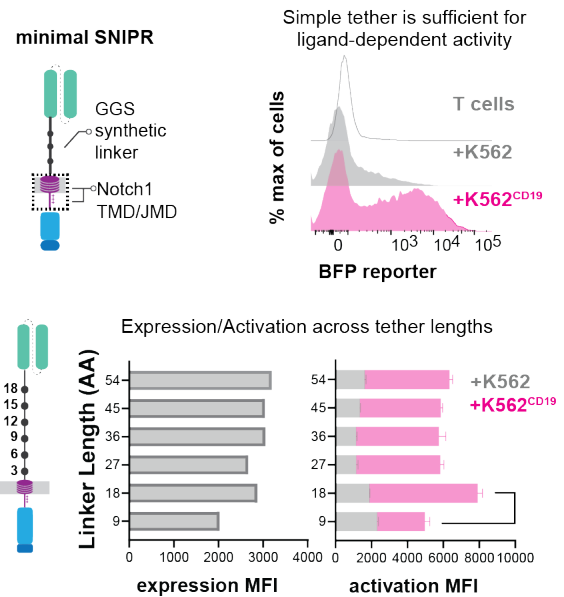 minimal SNIPR
GGS
synthetic
linker
Notch1
TMD/JMD
Simple tether is sufficient for
ligand-dependent activity
% max of cells
T cells
+K562
+K562CD19
0 10³ 10⁴ 10⁵
BFP reporter
Expression/Activation across tether lengths
18
15
12
9
6
3
Linker Length (AA)
54
45
36
27
18
9
0 1000 2000 3000 4000
expression MFI
+K562
+K562CD19
54
45
36
27
18
9
0 2000 4000 6000 8000 10000
activation MFI